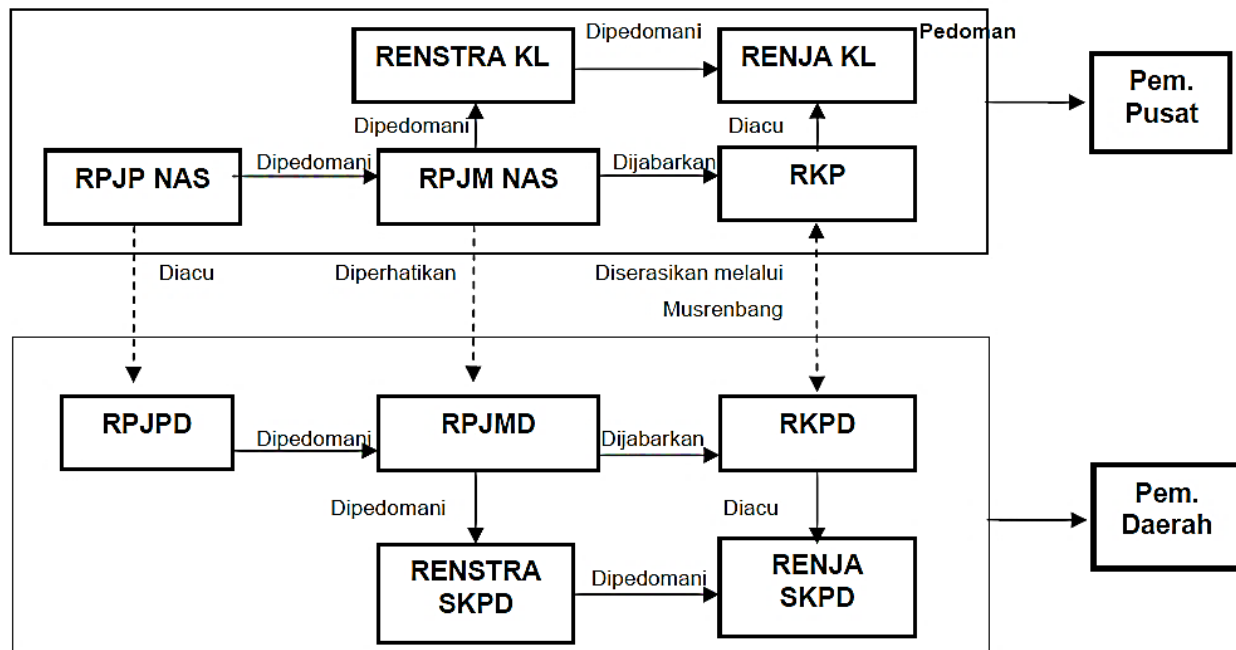 Dipedomani
Pedoman
RENSTRA KL
RENJA KL
Pem.
Pusat
Dipedomani
Diacu
RPJP NAS
Dipedomani
RPJM NAS
Dijabarkan
RKP
Diacu
Diperhatikan
Diserasikan melalui
Musrenbang
RPJPD
Dipedomani
RPJMD
Dijabarkan
RKPD
Dipedomani
Diacu
Pem.
Daerah
RENSTRA
SKPD
Dipedomani
RENJA
SKPD